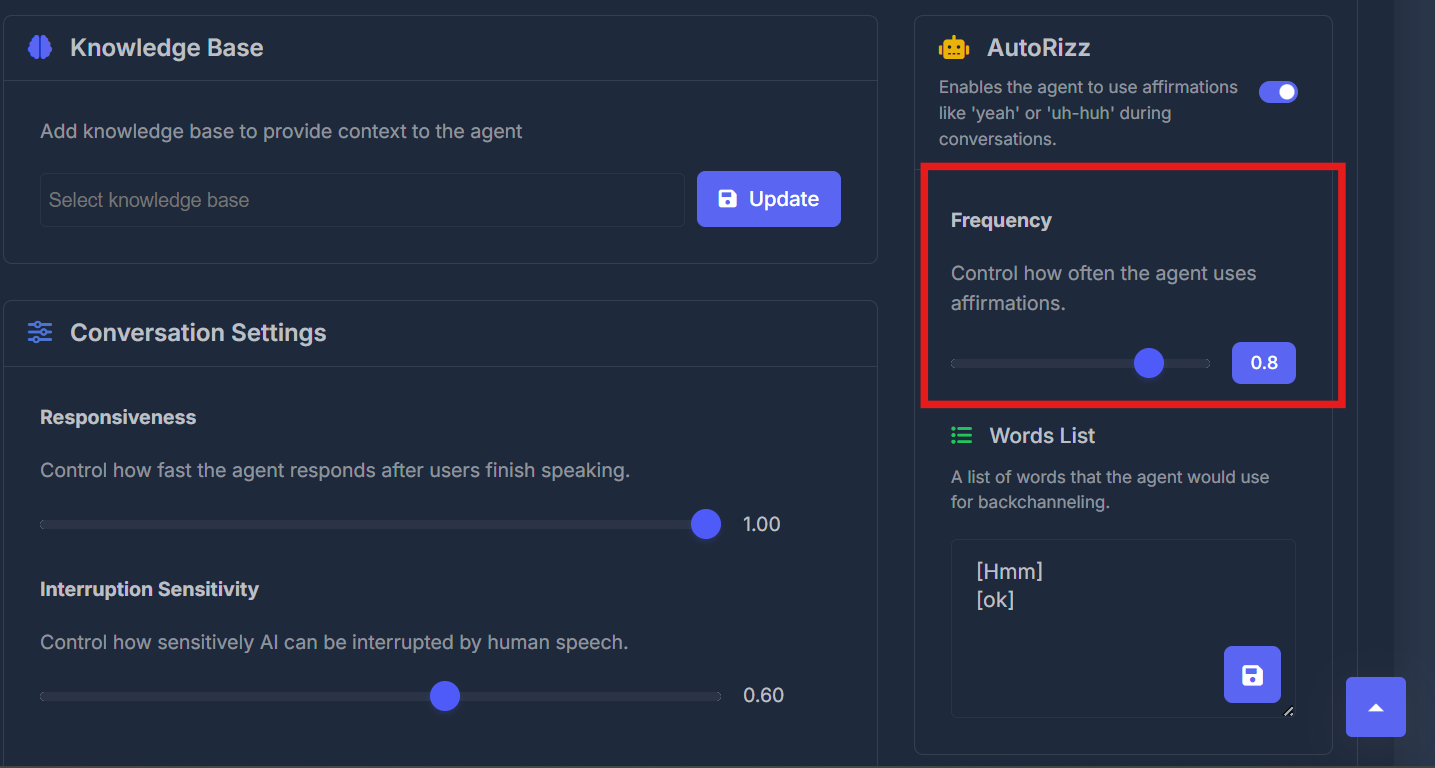 Knowledge Base
Add knowledge base to provide context to the agent
Select knowledge base
Update
Conversation Settings
Responsiveness
Control how fast the agent responds after users finish speaking.
1.00
Interruption Sensitivity
Control how sensitively AI can be interrupted by human speech.
0.60
AutoRizz
Enables the agent to use affirmations
like 'yeah' or 'uh-huh' during
conversations.
Frequency
Control how often the agent uses
affirmations.
0.8
Words List
A list of words that the agent would use
for backchanneling.
[Hmm]
[ok]